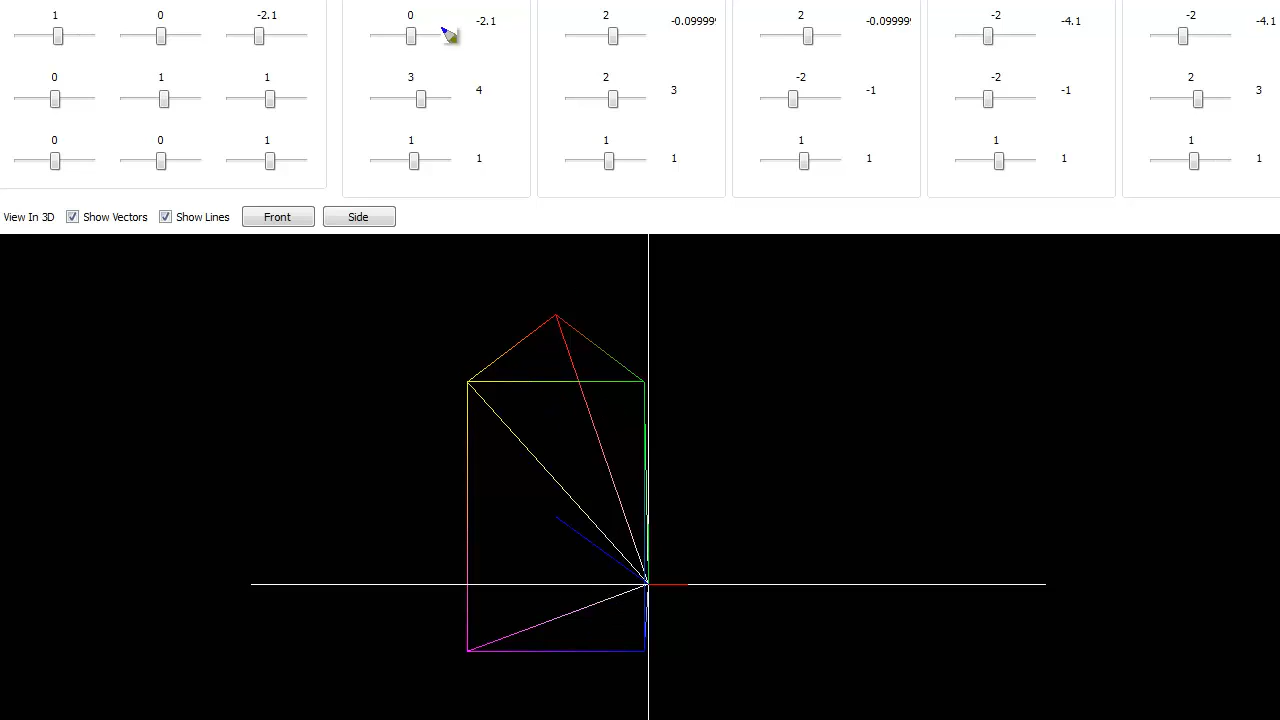 1 0 -2.1 0 -2.1 2 -0.09999 2 -0.09999 -2 -4.1 -2 -4.1
0 1 1 3 4 2 3 -2 -1 -2 -1 2 3
0 0 1 1 1 1 1 1 1 1 1 1 1
View In 3D Show Vectors Show Lines Front Side